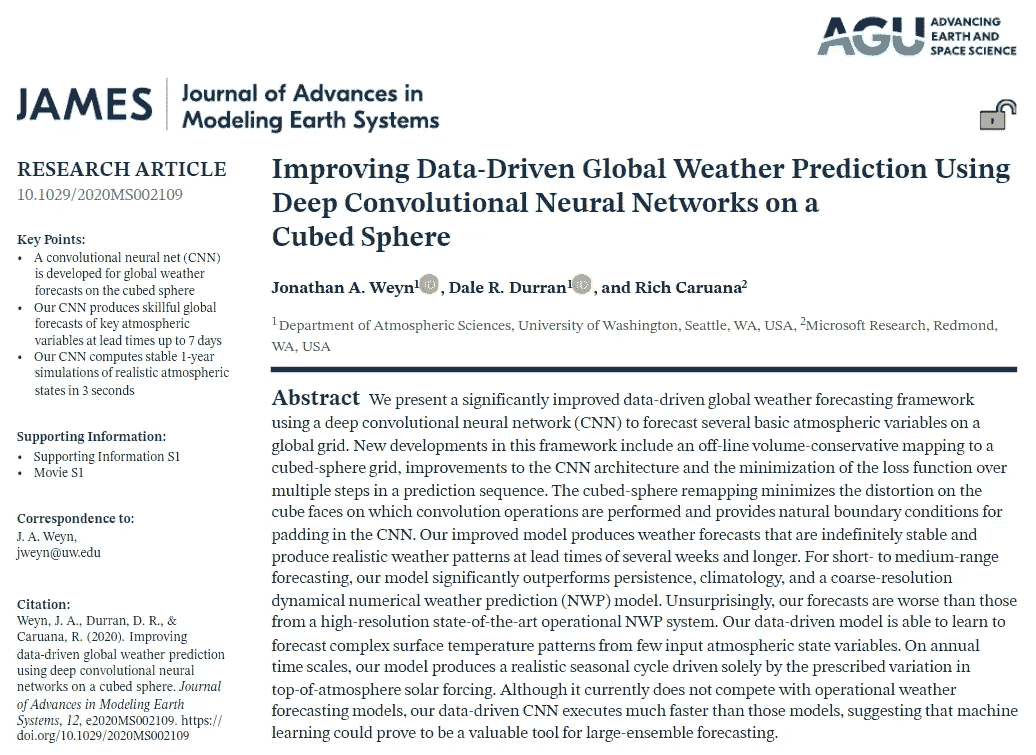 AGU ADVANCING
EARTH AND
SPACE SCIENCE
JAMES
Journal of Advances in
Modeling Earth Systems
RESEARCH ARTICLE
10.1029/2020MS002109
Key Points:
• A convolutional neural net (CNN)
is developed for global weather
forecasts on the cubed sphere
• Our CNN produces skillful global
forecasts of key atmospheric
variables at lead times up to 7 days
• Our CNN computes stable 1-year
simulations of realistic atmospheric
states in 3 seconds
Supporting Information:
• Supporting Information S1
• Movie S1
Correspondence to:
J. A. Weyn,
jweyn@uw.edu
Citation:
Weyn, J. A., Durran, D. R., &
Caruana, R. (2020). Improving
data-driven global weather prediction
using deep convolutional neural
networks on a cubed sphere. Journal
of Advances in Modeling Earth
Systems, 12, e2020MS002109. https://
doi.org/10.1029/2020MS002109
Improving Data-Driven Global Weather Prediction Using
Deep Convolutional Neural Networks on a
Cubed Sphere
Jonathan A. Weyn1 iD, Dale R. Durran1 iD, and Rich Caruana2
1Department of Atmospheric Sciences, University of Washington, Seattle, WA, USA, 2Microsoft Research, Redmond,
WA, USA
Abstract We present a significantly improved data-driven global weather forecasting framework
using a deep convolutional neural network (CNN) to forecast several basic atmospheric variables on a
global grid. New developments in this framework include an off-line volume-conservative mapping to a
cubed-sphere grid, improvements to the CNN architecture and the minimization of the loss function over
multiple steps in a prediction sequence. The cubed-sphere remapping minimizes the distortion on the
cube faces on which convolution operations are performed and provides natural boundary conditions for
padding in the CNN. Our improved model produces weather forecasts that are indefinitely stable and
produce realistic weather patterns at lead times of several weeks and longer. For short- to medium-range
forecasting, our model significantly outperforms persistence, climatology, and a coarse-resolution
dynamical numerical weather prediction (NWP) model. Unsurprisingly, our forecasts are worse than those
from a high-resolution state-of-the-art operational NWP system. Our data-driven model is able to learn to
forecast complex surface temperature patterns from few input atmospheric state variables. On annual
time scales, our model produces a realistic seasonal cycle driven solely by the prescribed variation in
top-of-atmosphere solar forcing. Although it currently does not compete with operational weather
forecasting models, our data-driven CNN executes much faster than those models, suggesting that machine
learning could prove to be a valuable tool for large-ensemble forecasting.